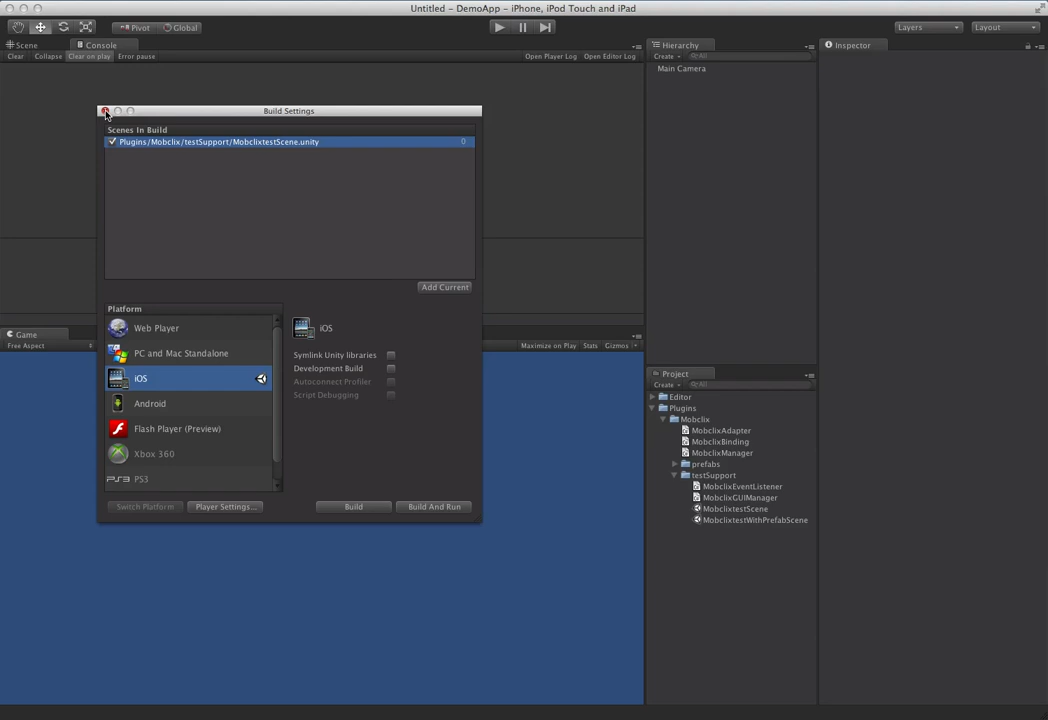 Untitled – DemoApp – iPhone, iPod Touch and iPad
Pivot
Global
Layers
Layout
Scene
Console
Clear
Collapse
Clear on play
Error pause
Open Player Log
Open Editor Log
Hierarchy
Create
All
Main Camera
Inspector
Build Settings
Scenes In Build
Plugins/Mobclix/testSupport/MobclixtestScene.unity
0
Add Current
Platform
Web Player
PC and Mac Standalone
iOS
Android
Flash Player (Preview)
Xbox 360
PS3
PS3
iOS
Symlink Unity libraries
Development Build
Autoconnect Profiler
Script Debugging
Switch Platform
Player Settings...
Build
Build And Run
Game
Free Aspect
Maximize on Play
Stats
Gizmos
Project
Create
All
Editor
Plugins
Mobclix
MobclixAdapter
MobclixBinding
MobclixManager
prefabs
testSupport
MobclixEventListener
MobclixGUIManager
MobclixtestScene
MobclixtestWithPrefabScene